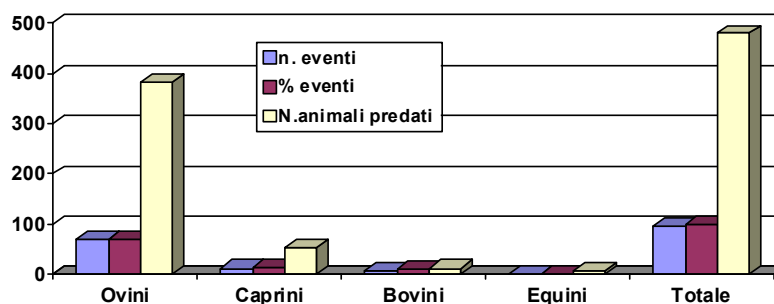 500
400
300
200
100
0
n. eventi
% eventi
N.animali predati
Ovini Caprini Bovini Equini Totale